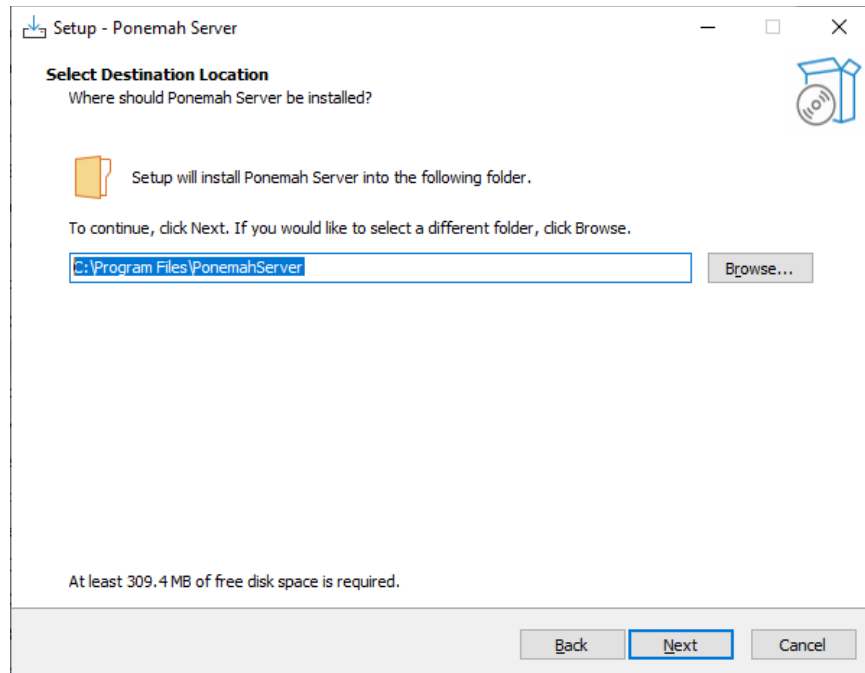 Setup - Ponemah Server
Select Destination Location
Where should Ponemah Server be installed?
Setup will install Ponemah Server into the following folder.
To continue, click Next. If you would like to select a different folder, click Browse.
C:\Program Files\PonemahServer
Browse...
At least 309.4 MB of free disk space is required.
Back
Next
Cancel